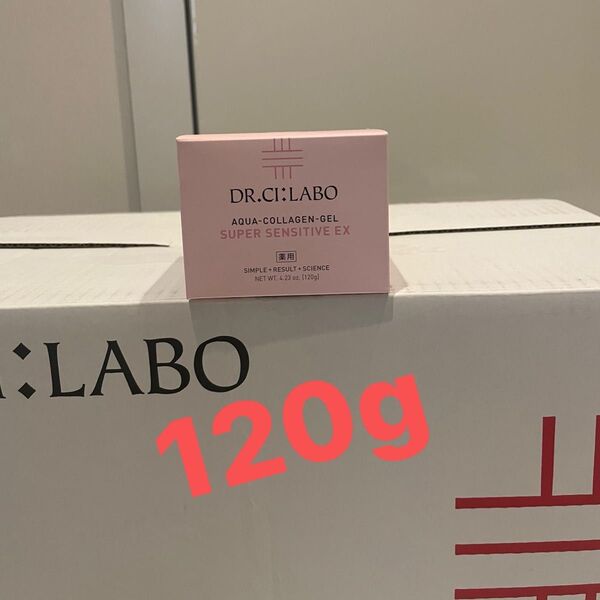 DR.CI:LABO
AQUA-COLLAGEN-GEL
SUPER SENSITIVE EX
薬用
SIMPLE+RESULT+SCIENCE
NET WT. 4.23 oz. [120g]
:LABO
120g